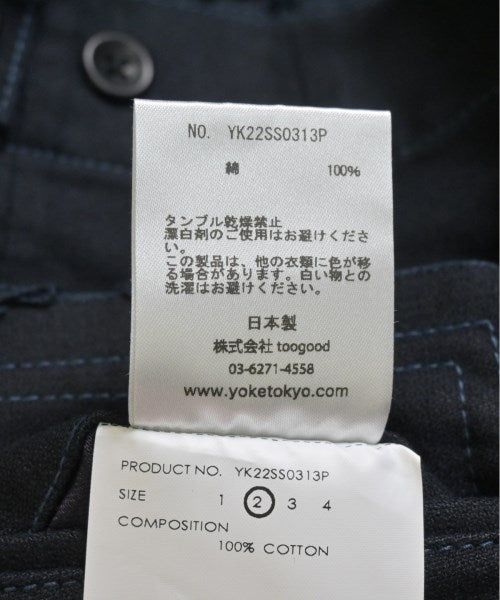 NO. YK22SS0313P
綿 100%
タンブル乾燥禁止
漂白剤のご使用はお避けくださ
い。
この製品は、他の衣類に色が移
る場合があります。白い物との
洗濯はお避けください。
日本製
株式会社 toogood
03-6271-4558
www.yoketokyo.com
PRODUCT NO. YK22SS0313P
SIZE 1 2 3 4
COMPOSITION
100% COTTON